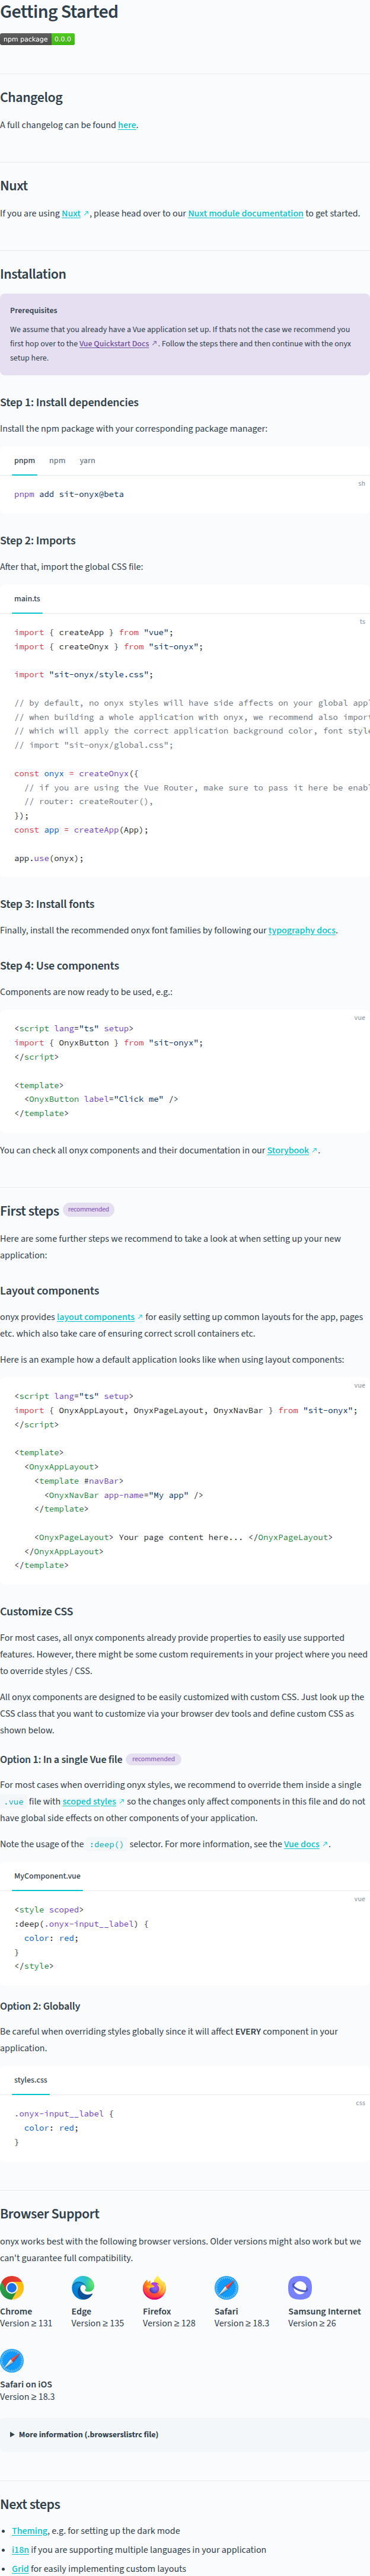 Getting Started
npm package 0.0.0
Changelog
A full changelog can be found here.
Nuxt
If you are using Nuxt ↗, please head over to our Nuxt module documentation to get started.
Installation
Prerequisites
We assume that you already have a Vue application set up. If thats not the case we recommend you
first hop over to the Vue Quickstart Docs ↗. Follow the steps there and then continue with the onyx
setup here.
Step 1: Install dependencies
Install the npm package with your corresponding package manager:
pnpm npm yarn
sh
pnpm add sit-onyx@beta
Step 2: Imports
After that, import the global CSS file:
main.ts
ts
import { createApp } from "vue";
import { createOnyx } from "sit-onyx";
import "sit-onyx/style.css";
// by default, no onyx styles will have side affects on your global appl
// when building a whole application with onyx, we recommend also impor
// which will apply the correct application background color, font style
// import "sit-onyx/global.css";
const onyx = createOnyx({
// if you are using the Vue Router, make sure to pass it here be enabl
// router: createRouter(),
});
const app = createApp(App);
app.use(onyx);
Step 3: Install fonts
Finally, install the recommended onyx font families by following our typography docs.
Step 4: Use components
Components are now ready to be used, e.g.:
vue
<script lang="ts" setup>
import { OnyxButton } from "sit-onyx";
</script>
<template>
<OnyxButton label="Click me" />
</template>
You can check all onyx components and their documentation in our Storybook ↗.
First steps recommended
Here are some further steps we recommend to take a look at when setting up your new
application:
Layout components
onyx provides layout components ↗ for easily setting up common layouts for the app, pages
etc. which also take care of ensuring correct scroll containers etc.
Here is an example how a default application looks like when using layout components:
vue
<script lang="ts" setup>
import { OnyxAppLayout, OnyxPageLayout, OnyxNavBar } from "sit-onyx";
</script>
<template>
<OnyxAppLayout>
<template #navBar>
<OnyxNavBar app-name="My app" />
</template>
<OnyxPageLayout> Your page content here... </OnyxPageLayout>
</OnyxAppLayout>
</template>
Customize CSS
For most cases, all onyx components already provide properties to easily use supported
features. However, there might be some custom requirements in your project where you need
to override styles / CSS.
All onyx components are designed to be easily customized with custom CSS. Just look up the
CSS class that you want to customize via your browser dev tools and define custom CSS as
shown below.
Option 1: In a single Vue file recommended
For most cases when overriding onyx styles, we recommend to override them inside a single
.vue file with scoped styles ↗ so the changes only affect components in this file and do not
have global side effects on other components of your application.
Note the usage of the :deep() selector. For more information, see the Vue docs ↗.
MyComponent.vue
vue
<style scoped>
:deep(.onyx-input__label) {
color: red;
}
</style>
Option 2: Globally
Be careful when overriding styles globally since it will affect EVERY component in your
application.
styles.css
css
.onyx-input__label {
color: red;
}
Browser Support
onyx works best with the following browser versions. Older versions might also work but we
can't guarantee full compatibility.
Chrome Edge Firefox Safari Samsung Internet
Version ≥ 131 Version ≥ 135 Version ≥ 128 Version ≥ 18.3 Version ≥ 26
Safari on iOS
Version ≥ 18.3
More information (.browserslistrc file)
Next steps
Theming, e.g. for setting up the dark mode
i18n if you are supporting multiple languages in your application
Grid for easily implementing custom layouts